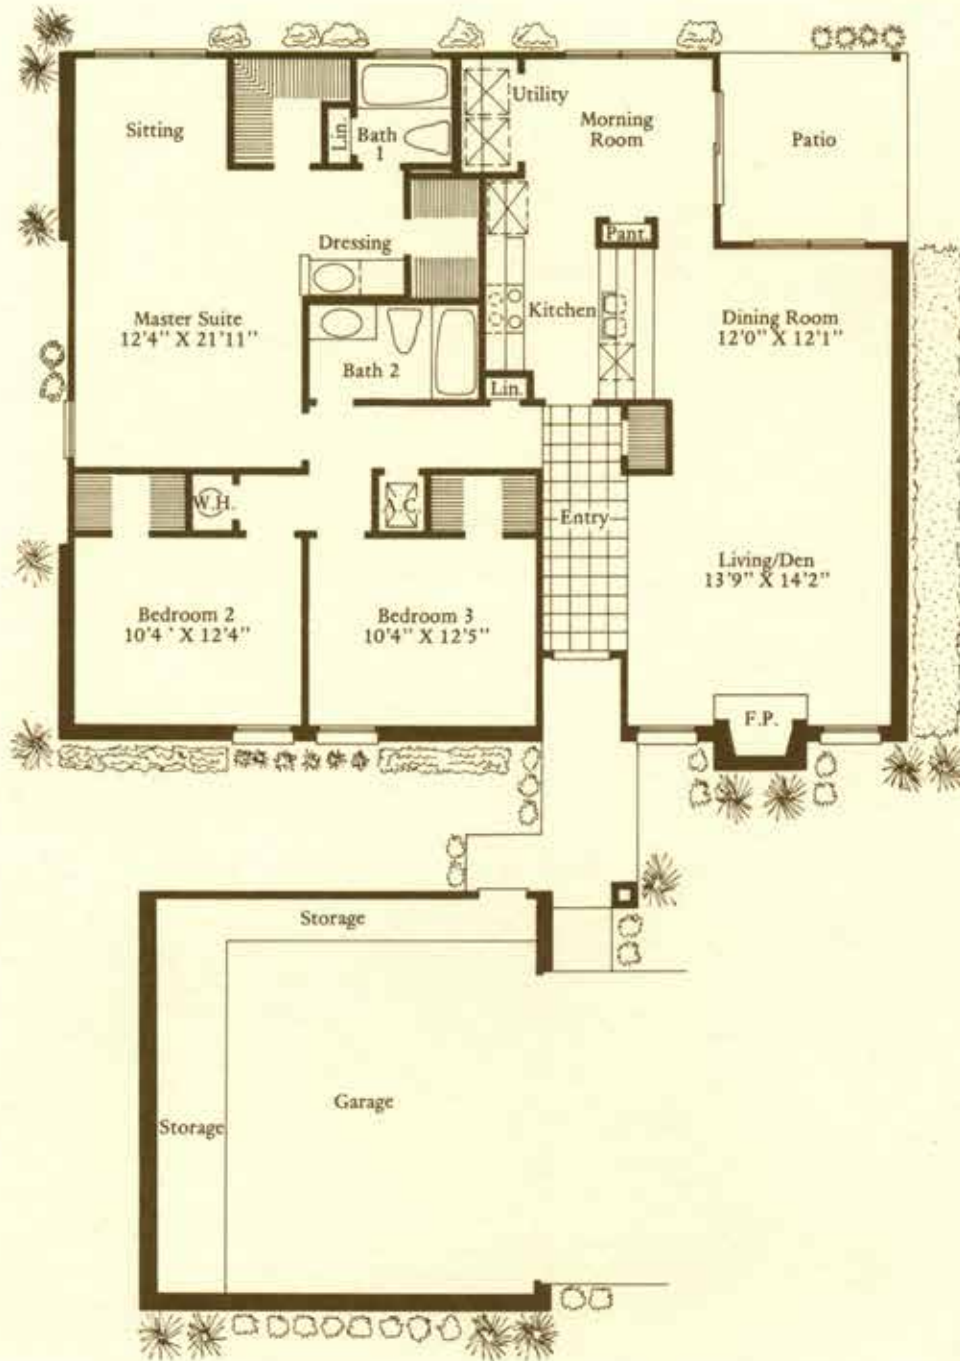 Sitting
Lin.
Bath
1
Utility
Morning
Room
Patio
Dressing
Pant.
Master Suite
12'4" X 21'11"
Kitchen
Dining Room
12'0" X 12'1"
Bath 2
Lin.
W.H.
A.C.
Entry
Living/Den
13'9" X 14'2"
Bedroom 2
10'4 ' X 12'4"
Bedroom 3
10'4" X 12'5"
F.P.
Storage
Garage
Storage